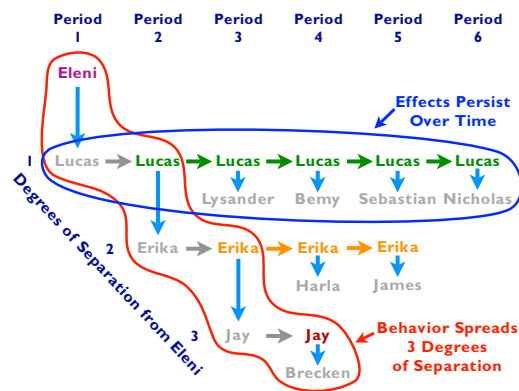 Period Period Period Period Period Period
1 2 3 4 5 6
Eleni
Effects Persist
Over Time
1 Lucas Lucas Lucas Lucas Lucas Lucas
Lysander Bemy Sebastian Nicholas
Degrees of Separation from Eleni
2 Erika Erika Erika Erika
Harla James
3 Jay Jay
Brecken
Behavior Spreads
3 Degrees
of Separation